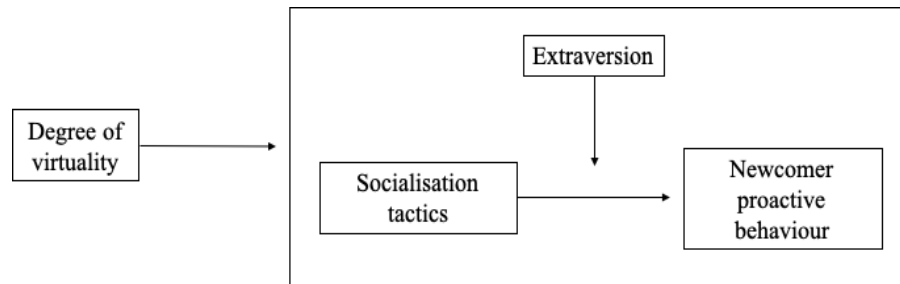 Extraversion
Degree of
virtuality
Socialisation
tactics
Newcomer
proactive
behaviour